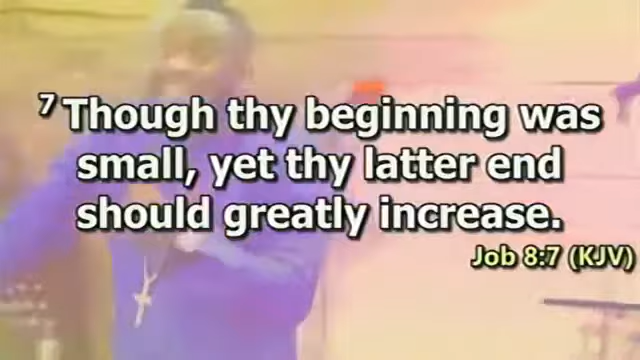 7 Though thy beginning was
small, yet thy latter end
should greatly increase.
Job 8:7 (KJV)